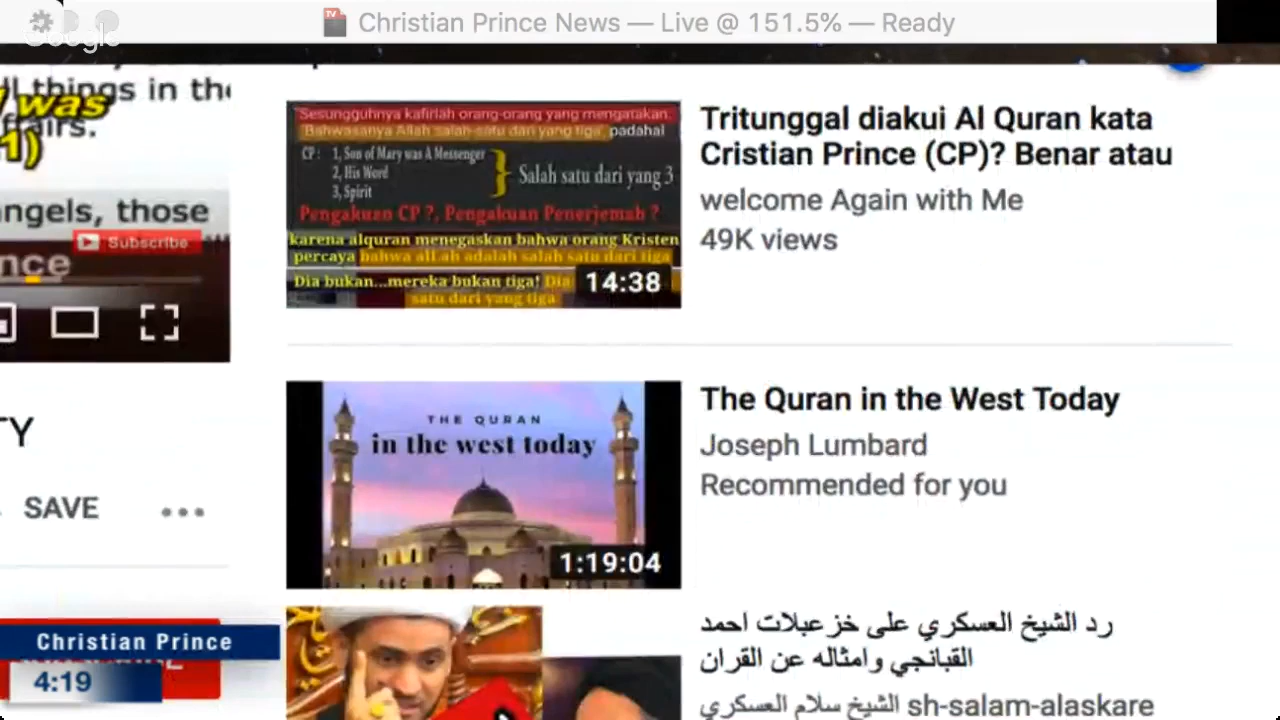 Christian Prince News — Live @ 151.5% — Ready
Google
ll things in the
was
ffairs.
1)
angels, those
Subscribe
nce
TY
SAVE
Christian Prince
4:19
Sesungguhnya kafirlah orang-orang yang mengatakan:
Bahwasanya Allah salah satu dari yang tiga, padahal
CP : 1, Son of Mary was A Messenger
2, His Word
3, Spirit
Salah satu dari yang 3
Pengakuan CP ?, Pengakuan Penerjemah ?
karena alquran menegaskan bahwa orang Kristen
percaya bahwa alLah adalah salah satu dari tiga
Dia bukan...mereka bukan tiga! Dia
satu dari yang tiga
14:38
Tritunggal diakui Al Quran kata
Cristian Prince (CP)? Benar atau
welcome Again with Me
49K views
THE QURAN
in the west today
1:19:04
The Quran in the West Today
Joseph Lumbard
Recommended for you
رد الشيخ العسكري على خزعبلات احمد
القبانجي وامثاله عن القران
الشيخ سلام العسكري sh-salam-alaskare